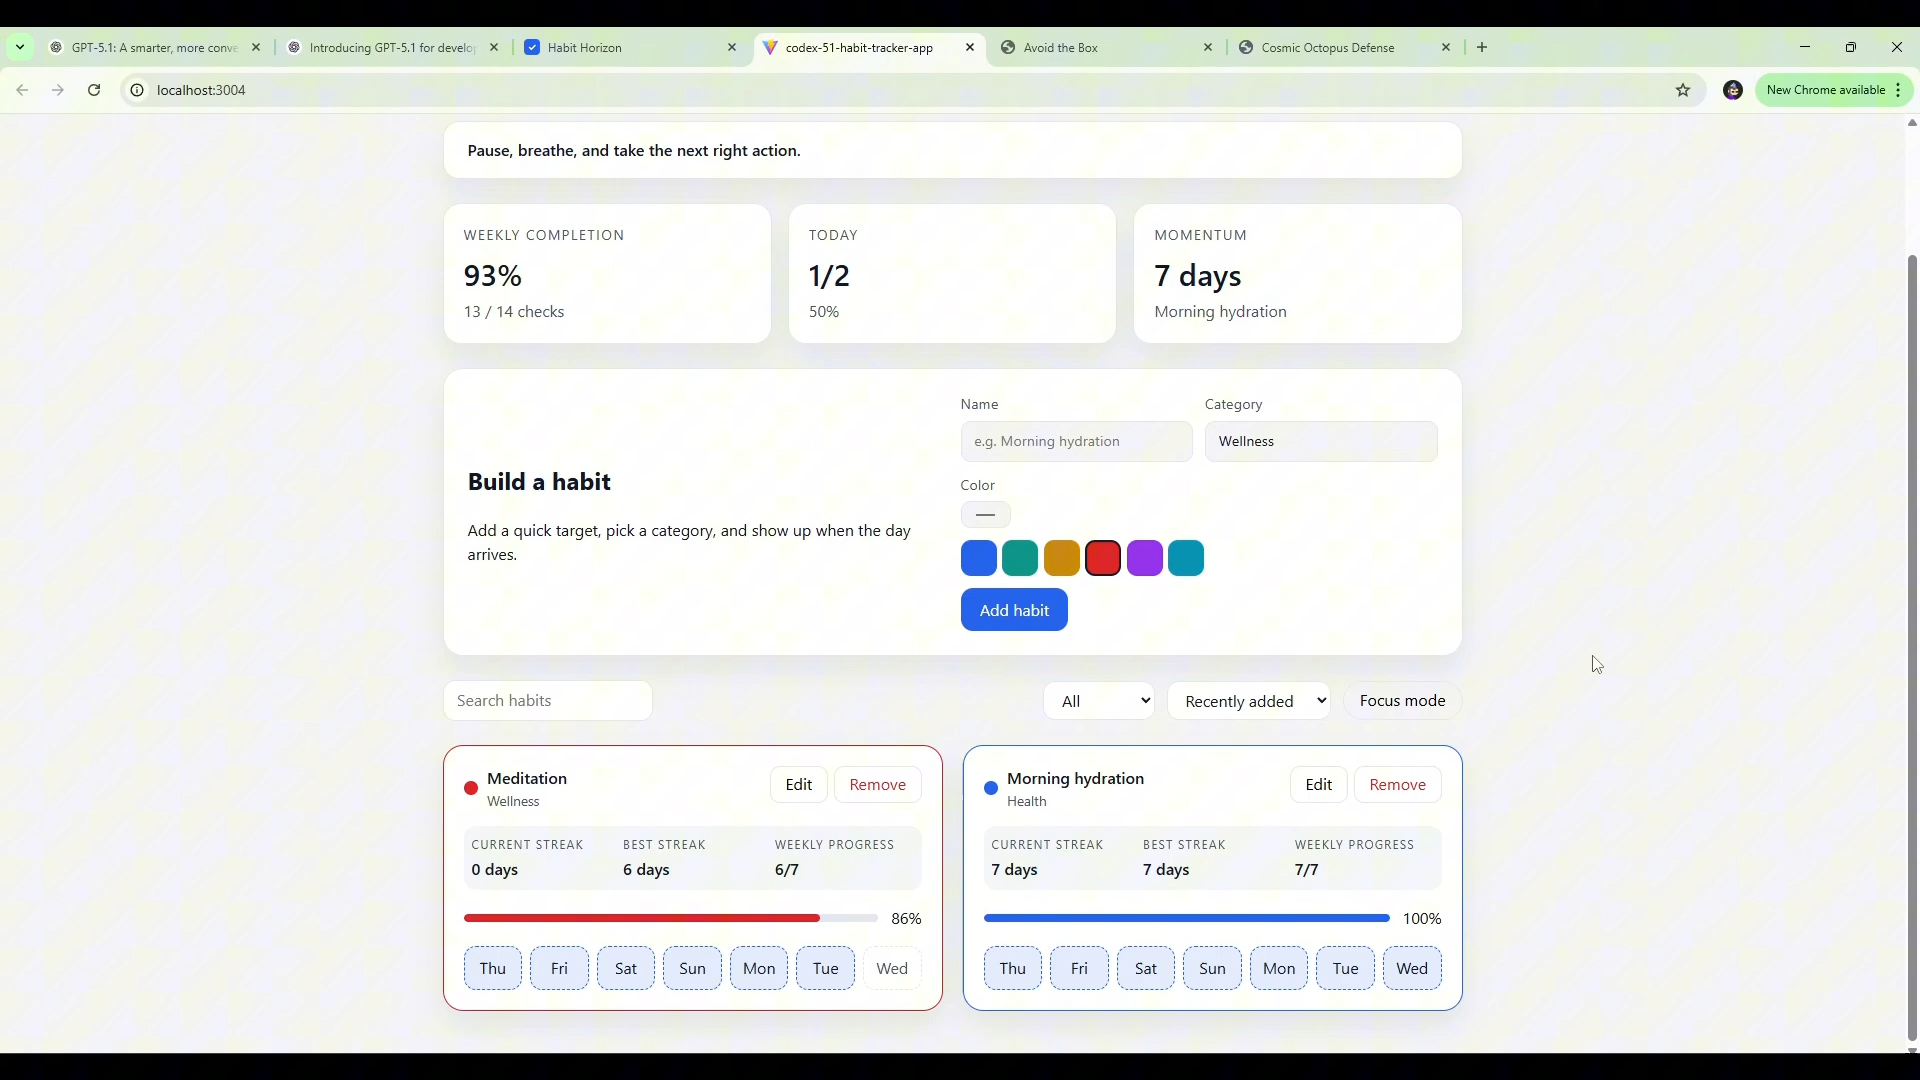 GPT-5.1: A smarter, more conve
Introducing GPT-5.1 for develo
Habit Horizon
codex-51-habit-tracker-app
Avoid the Box
Cosmic Octopus Defense
localhost:3004
New Chrome available
Pause, breathe, and take the next right action.
WEEKLY COMPLETION
93%
13 / 14 checks
TODAY
1/2
50%
MOMENTUM
7 days
Morning hydration
Build a habit
Add a quick target, pick a category, and show up when the day
arrives.
Name
e.g. Morning hydration
Category
Wellness
Color
Add habit
Search habits
All
Recently added
Focus mode
Meditation
Wellness
Edit
Remove
CURRENT STREAK
0 days
BEST STREAK
6 days
WEEKLY PROGRESS
6/7
86%
Thu Fri Sat Sun Mon Tue Wed
Morning hydration
Health
Edit
Remove
CURRENT STREAK
7 days
BEST STREAK
7 days
WEEKLY PROGRESS
7/7
100%
Thu Fri Sat Sun Mon Tue Wed